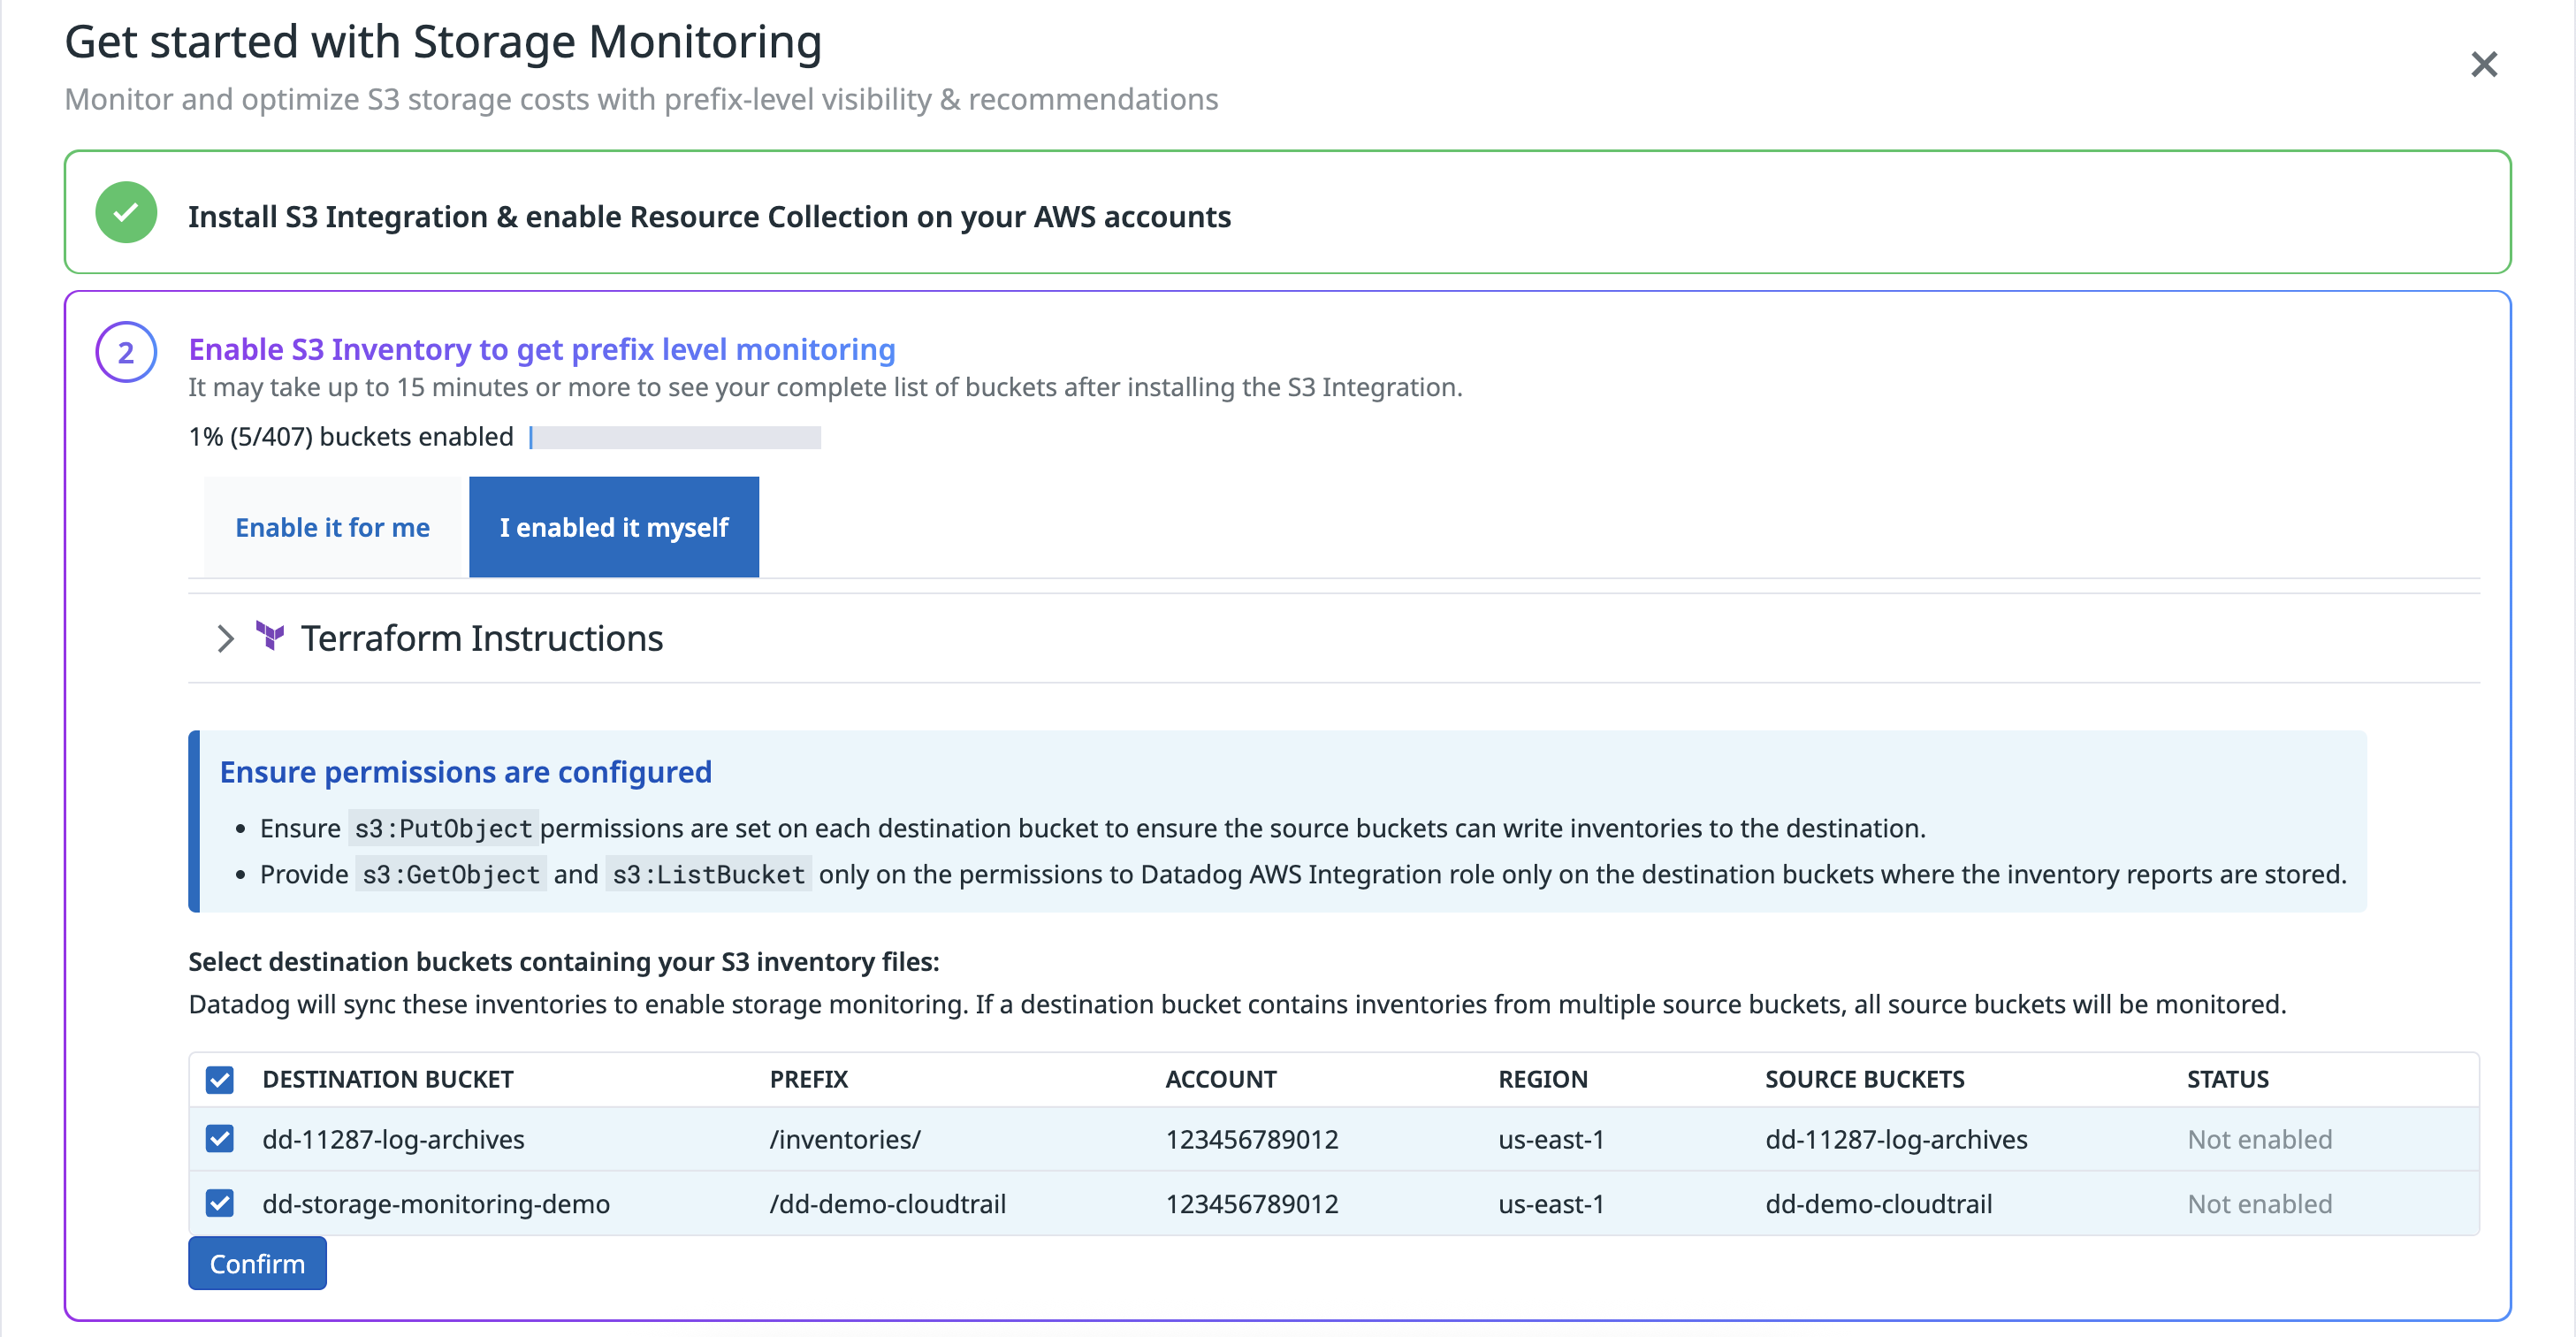 Get started with Storage Monitoring
Monitor and optimize S3 storage costs with prefix-level visibility & recommendations
Install S3 Integration & enable Resource Collection on your AWS accounts
2
Enable S3 Inventory to get prefix level monitoring
It may take up to 15 minutes or more to see your complete list of buckets after installing the S3 Integration.
1% (5/407) buckets enabled
Enable it for me
I enabled it myself
Terraform Instructions
Ensure permissions are configured
• Ensure s3:PutObject permissions are set on each destination bucket to ensure the source buckets can write inventories to the destination.
• Provide s3:GetObject and s3:ListBucket only on the permissions to Datadog AWS Integration role only on the destination buckets where the inventory reports are stored.
Select destination buckets containing your S3 inventory files:
Datadog will sync these inventories to enable storage monitoring. If a destination bucket contains inventories from multiple source buckets, all source buckets will be monitored.
DESTINATION BUCKET PREFIX ACCOUNT REGION SOURCE BUCKETS STATUS
dd-11287-log-archives /inventories/ 123456789012 us-east-1 dd-11287-log-archives Not enabled
dd-storage-monitoring-demo /dd-demo-cloudtrail 123456789012 us-east-1 dd-demo-cloudtrail Not enabled
Confirm